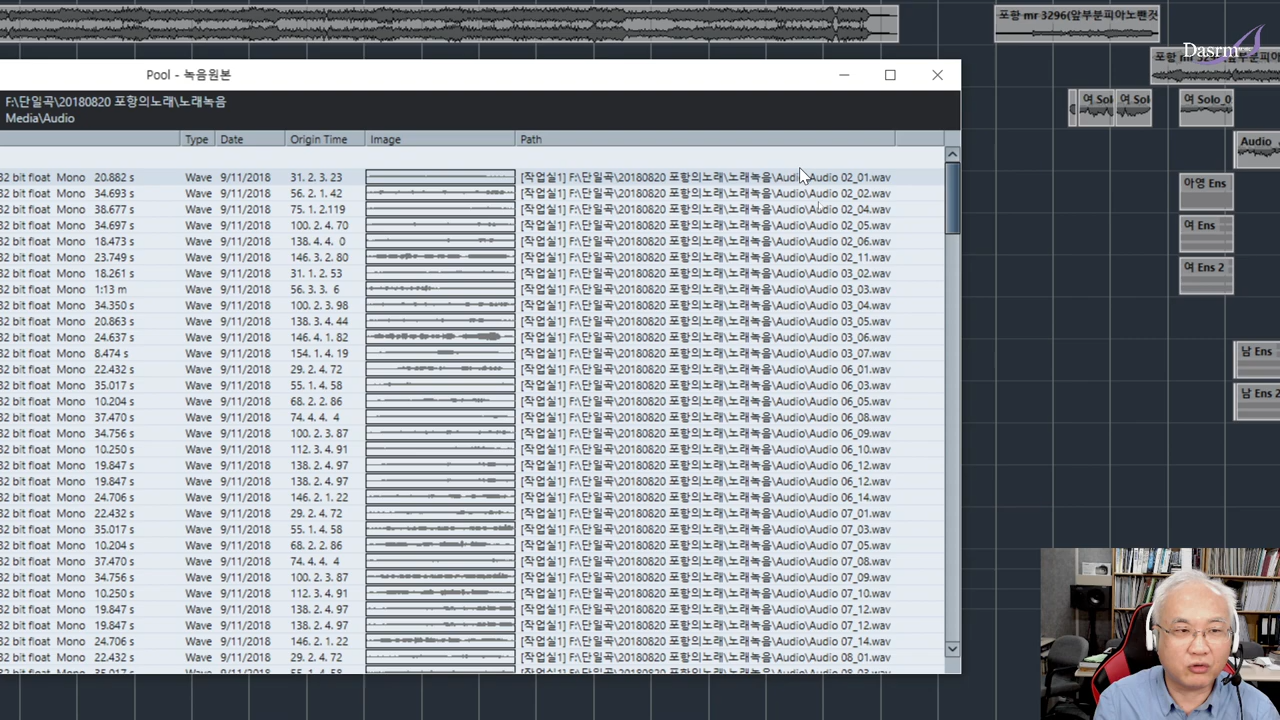 포항 mr 3296(앞부분피아노뺀것
Dasrm
Pool - 녹음원본
F:\단일곡\20180820 포항의노래\노래녹음
Media\Audio
Type Date Origin Time Image Path
32 bit float Mono 20.882 s Wave 9/11/2018 31. 2. 3. 23 [작업실1] F:\단일곡\20180820 포항의노래\노래녹음\Audio\Audio 02_01.wav
32 bit float Mono 34.693 s Wave 9/11/2018 56. 2. 1. 42 [작업실1] F:\단일곡\20180820 포항의노래\노래녹음\Audio\Audio 02_02.wav
32 bit float Mono 38.677 s Wave 9/11/2018 75. 1. 2.119 [작업실1] F:\단일곡\20180820 포항의노래\노래녹음\Audio\Audio 02_04.wav
32 bit float Mono 34.697 s Wave 9/11/2018 100. 2. 4. 70 [작업실1] F:\단일곡\20180820 포항의노래\노래녹음\Audio\Audio 02_05.wav
32 bit float Mono 18.473 s Wave 9/11/2018 138. 4. 4. 0 [작업실1] F:\단일곡\20180820 포항의노래\노래녹음\Audio\Audio 02_06.wav
32 bit float Mono 23.749 s Wave 9/11/2018 146. 3. 2. 80 [작업실1] F:\단일곡\20180820 포항의노래\노래녹음\Audio\Audio 02_11.wav
32 bit float Mono 18.261 s Wave 9/11/2018 31. 1. 2. 53 [작업실1] F:\단일곡\20180820 포항의노래\노래녹음\Audio\Audio 03_02.wav
32 bit float Mono 1:13 m Wave 9/11/2018 56. 3. 3. 6 [작업실1] F:\단일곡\20180820 포항의노래\노래녹음\Audio\Audio 03_03.wav
32 bit float Mono 34.350 s Wave 9/11/2018 100. 2. 3. 98 [작업실1] F:\단일곡\20180820 포항의노래\노래녹음\Audio\Audio 03_04.wav
32 bit float Mono 20.863 s Wave 9/11/2018 138. 3. 4. 44 [작업실1] F:\단일곡\20180820 포항의노래\노래녹음\Audio\Audio 03_05.wav
32 bit float Mono 24.637 s Wave 9/11/2018 146. 4. 1. 82 [작업실1] F:\단일곡\20180820 포항의노래\노래녹음\Audio\Audio 03_06.wav
32 bit float Mono 8.474 s Wave 9/11/2018 154. 1. 4. 19 [작업실1] F:\단일곡\20180820 포항의노래\노래녹음\Audio\Audio 03_07.wav
32 bit float Mono 22.432 s Wave 9/11/2018 29. 2. 4. 72 [작업실1] F:\단일곡\20180820 포항의노래\노래녹음\Audio\Audio 06_01.wav
32 bit float Mono 35.017 s Wave 9/11/2018 55. 1. 4. 58 [작업실1] F:\단일곡\20180820 포항의노래\노래녹음\Audio\Audio 06_03.wav
32 bit float Mono 10.204 s Wave 9/11/2018 68. 2. 2. 86 [작업실1] F:\단일곡\20180820 포항의노래\노래녹음\Audio\Audio 06_05.wav
32 bit float Mono 37.470 s Wave 9/11/2018 74. 4. 4. 4 [작업실1] F:\단일곡\20180820 포항의노래\노래녹음\Audio\Audio 06_08.wav
32 bit float Mono 34.756 s Wave 9/11/2018 100. 2. 3. 87 [작업실1] F:\단일곡\20180820 포항의노래\노래녹음\Audio\Audio 06_09.wav
32 bit float Mono 10.250 s Wave 9/11/2018 112. 3. 4. 91 [작업실1] F:\단일곡\20180820 포항의노래\노래녹음\Audio\Audio 06_10.wav
32 bit float Mono 19.847 s Wave 9/11/2018 138. 2. 4. 97 [작업실1] F:\단일곡\20180820 포항의노래\노래녹음\Audio\Audio 06_12.wav
32 bit float Mono 19.847 s Wave 9/11/2018 138. 2. 4. 97 [작업실1] F:\단일곡\20180820 포항의노래\노래녹음\Audio\Audio 06_12.wav
32 bit float Mono 24.706 s Wave 9/11/2018 146. 2. 1. 22 [작업실1] F:\단일곡\20180820 포항의노래\노래녹음\Audio\Audio 06_14.wav
32 bit float Mono 22.432 s Wave 9/11/2018 29. 2. 4. 72 [작업실1] F:\단일곡\20180820 포항의노래\노래녹음\Audio\Audio 07_01.wav
32 bit float Mono 35.017 s Wave 9/11/2018 55. 1. 4. 58 [작업실1] F:\단일곡\20180820 포항의노래\노래녹음\Audio\Audio 07_03.wav
32 bit float Mono 10.204 s Wave 9/11/2018 68. 2. 2. 86 [작업실1] F:\단일곡\20180820 포항의노래\노래녹음\Audio\Audio 07_05.wav
32 bit float Mono 37.470 s Wave 9/11/2018 74. 4. 4. 4 [작업실1] F:\단일곡\20180820 포항의노래\노래녹음\Audio\Audio 07_08.wav
32 bit float Mono 34.756 s Wave 9/11/2018 100. 2. 3. 87 [작업실1] F:\단일곡\20180820 포항의노래\노래녹음\Audio\Audio 07_09.wav
32 bit float Mono 10.250 s Wave 9/11/2018 112. 3. 4. 91 [작업실1] F:\단일곡\20180820 포항의노래\노래녹음\Audio\Audio 07_10.wav
32 bit float Mono 19.847 s Wave 9/11/2018 138. 2. 4. 97 [작업실1] F:\단일곡\20180820 포항의노래\노래녹음\Audio\Audio 07_12.wav
32 bit float Mono 19.847 s Wave 9/11/2018 138. 2. 4. 97 [작업실1] F:\단일곡\20180820 포항의노래\노래녹음\Audio\Audio 07_12.wav
32 bit float Mono 24.706 s Wave 9/11/2018 146. 2. 1. 22 [작업실1] F:\단일곡\20180820 포항의노래\노래녹음\Audio\Audio 07_14.wav
32 bit float Mono 22.432 s Wave 9/11/2018 29. 2. 4. 72 [작업실1] F:\단일곡\20180820 포항의노래\노래녹음\Audio\Audio 08_01.wav
32 bit float Mono 35.017 s Wave 9/11/2018 55. 1. 4. 58 [작업실1] F:\단일곡\20180820 포항의노래\노래녹음\Audio\Audio 08_03.wav
포항 mr
여 Sol 여 Sol 여 Solo_0
Audio
아영 Ens
여 Ens
여 Ens 2
남 Ens
남 Ens 2